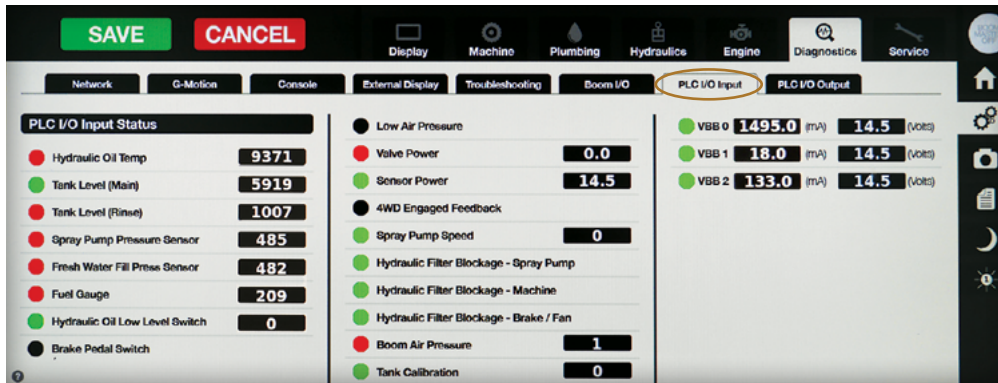 SAVE
CANCEL
Display
Machine
Plumbing
Hydraulics
Engine
Diagnostics
Service
Network
G-Motion
Console
External Display
Troubleshooting
Boom I/O
PLC I/O Input
PLC I/O Output
PLC I/O Input Status
Hydraulic Oil Temp 9371
Tank Level (Main) 5919
Tank Level (Rinse) 1007
Spray Pump Pressure Sensor 485
Fresh Water Fill Press Sensor 482
Fuel Gauge 209
Hydraulic Oil Low Level Switch 0
Brake Pedal Switch
Low Air Pressure
Valve Power 0.0
Sensor Power 14.5
4WD Engaged Feedback
Spray Pump Speed 0
Hydraulic Filter Blockage - Spray Pump
Hydraulic Filter Blockage - Machine
Hydraulic Filter Blockage - Brake / Fan
Boom Air Pressure 1
Tank Calibration 0
VBB 0 1495.0 (mA) 14.5 (Volts)
VBB 1 18.0 (mA) 14.5 (Volts)
VBB 2 133.0 (mA) 14.5 (Volts)
?